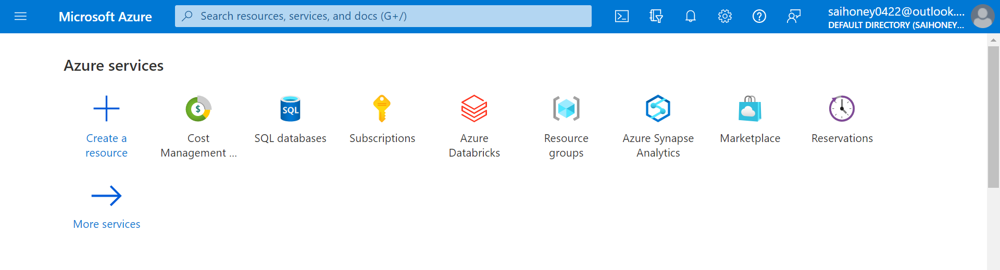 Microsoft Azure
Search resources, services, and docs (G+/)
saihoney0422@outlook....
DEFAULT DIRECTORY (SAIHONEY...
Azure services
Create a
resource
$
Cost
Management ...
SQL
SQL databases
Subscriptions
Azure
Databricks
Resource
groups
Azure Synapse
Analytics
Marketplace
Reservations
More services